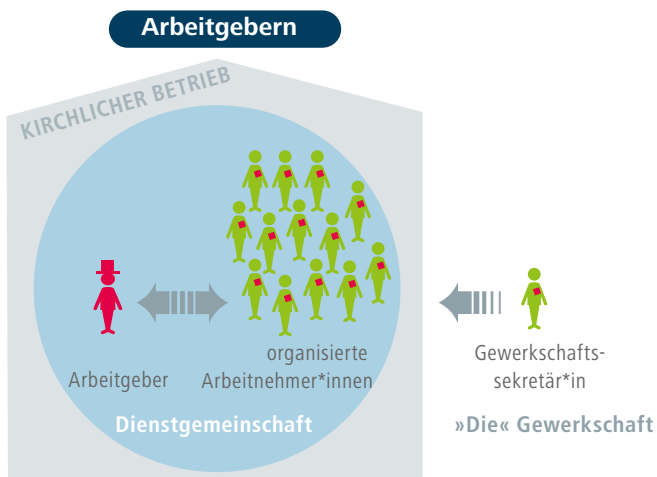 Arbeitgebern
KIRCHLICHER BETRIEB
Arbeitgeber
organisierte
Arbeitnehmer*innen
Gewerkschafts-
sekretär*in
Dienstgemeinschaft
»Die« Gewerkschaft